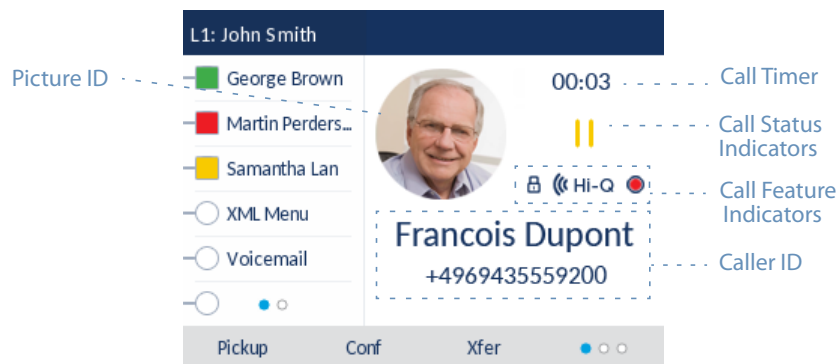 L1: John Smith
Picture ID
George Brown
Martin Perders...
Samantha Lan
XML Menu
Voicemail
00:03
Hi-Q
Francois Dupont
+4969435559200
Call Timer
Call Status
Indicators
Call Feature
Indicators
Caller ID
Pickup Conf Xfer